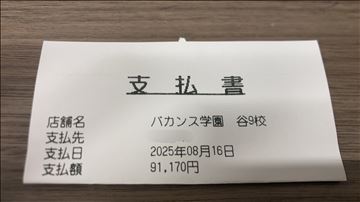 支 払 書
店舗名 バカンス学園 谷9校
支払先
支払日 2025年08月16日
支払額 91,170円